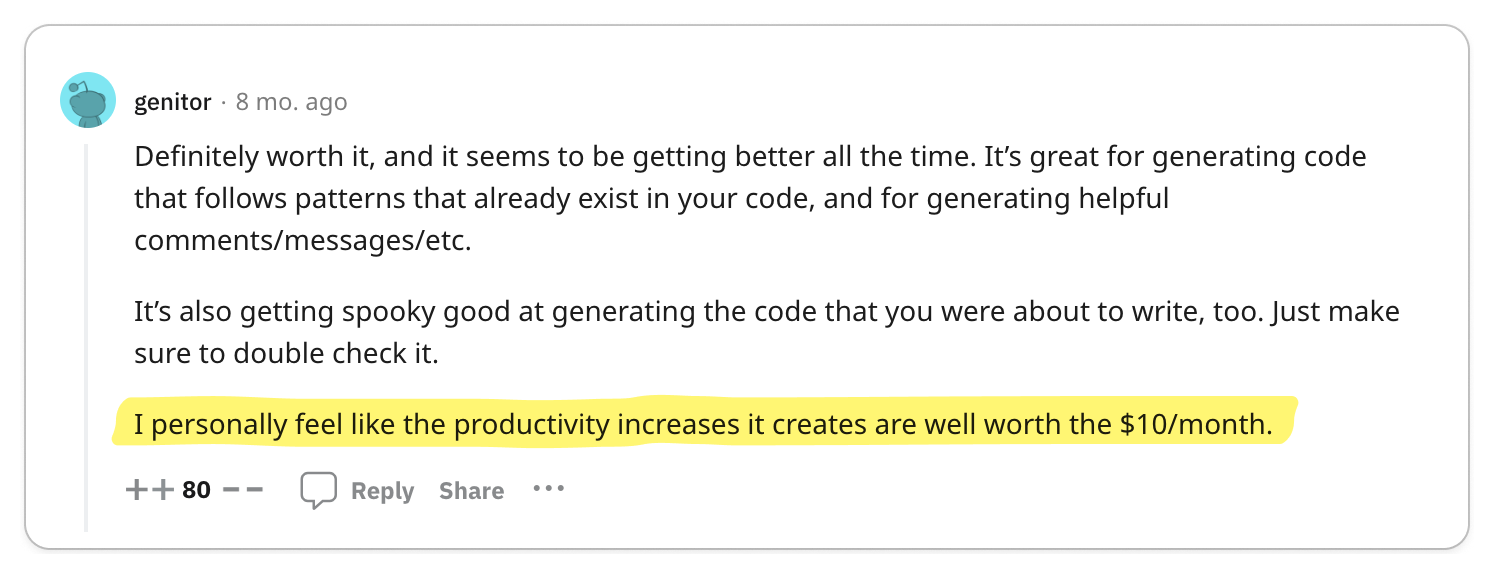 genitor · 8 mo. ago
Definitely worth it, and it seems to be getting better all the time. It’s great for generating code
that follows patterns that already exist in your code, and for generating helpful
comments/messages/etc.
It’s also getting spooky good at generating the code that you were about to write, too. Just make
sure to double check it.
I personally feel like the productivity increases it creates are well worth the $10/month.
++ 80 −− Reply Share ···